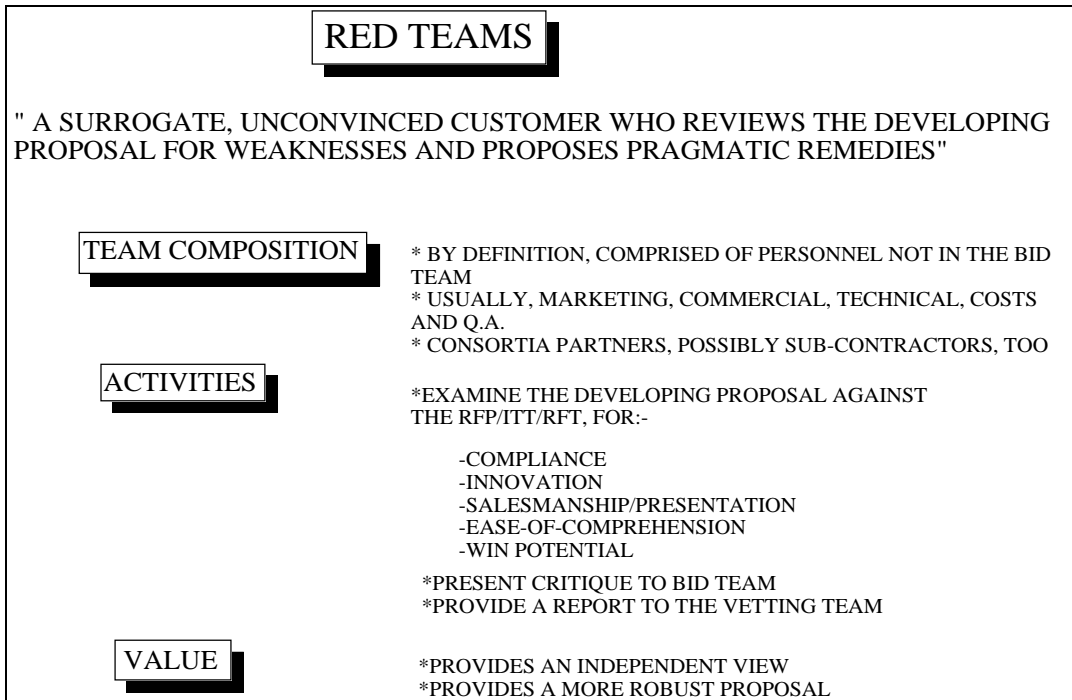 RED TEAMS
" A SURROGATE, UNCONVINCED CUSTOMER WHO REVIEWS THE DEVELOPING
PROPOSAL FOR WEAKNESSES AND PROPOSES PRAGMATIC REMEDIES"
TEAM COMPOSITION
* BY DEFINITION, COMPRISED OF PERSONNEL NOT IN THE BID
TEAM
* USUALLY, MARKETING, COMMERCIAL, TECHNICAL, COSTS
AND Q.A.
* CONSORTIA PARTNERS, POSSIBLY SUB-CONTRACTORS, TOO
ACTIVITIES
*EXAMINE THE DEVELOPING PROPOSAL AGAINST
THE RFP/ITT/RFT, FOR:-
-COMPLIANCE
-INNOVATION
-SALESMANSHIP/PRESENTATION
-EASE-OF-COMPREHENSION
-WIN POTENTIAL
*PRESENT CRITIQUE TO BID TEAM
*PROVIDE A REPORT TO THE VETTING TEAM
VALUE
*PROVIDES AN INDEPENDENT VIEW
*PROVIDES A MORE ROBUST PROPOSAL